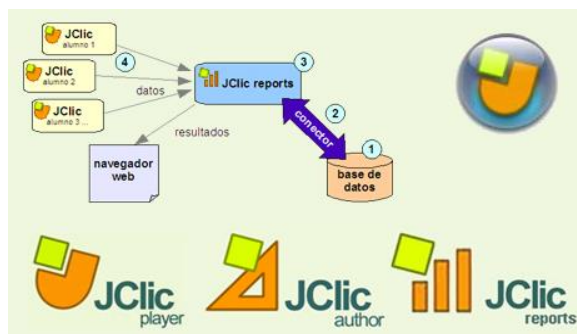 JClic
alumno 1
JClic
alumno 2
JClic
alumno 3 ...
4
datos
3
JClic reports
2
conector
resultados
navegador
web
1
base de
datos
JClic
player
JClic
author
JClic
reports